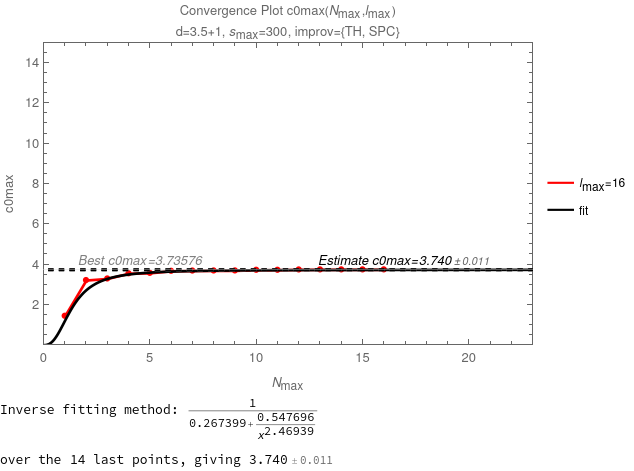 Convergence Plot c0max(Nmax,lmax)
d=3.5+1, smax=300, improv={TH, SPC}
14
12
10
8
6
4
2
c0max
Best c0max=3.73576
Estimate c0max=3.740 ±0.011
0 5 10 15 20
Nmax
lmax=16
fit
Inverse fitting method: 1
0.267399+ 0.547696
x2.46939
over the 14 last points, giving 3.740 ±0.011